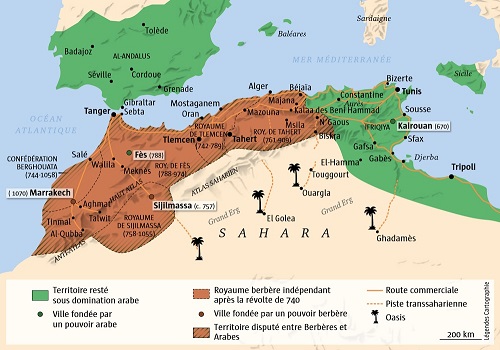 Sardaigne
Tolède
Baléares
Badajoz
AL-ANDALUS
MER MÉDITERRANÉE
Cordoue
Séville
Sicile
Grenade
Bizerte
Alger
Béjaïa
Constantine
Tunis
OCÉAN
ATLANTIQUE
Gibraltar
Mostaganem
Majana
Aurès
Tanger
Sebta
Oran
Mazouna
Kalaa des Beni Hammad
Sousse
ROYAUME
DE TLEMCEN
(742-789)
ROY. DE TAHERT
(761-909)
Msila
N'Gaous
IFRIQIYA
Kairouan (670)
Tlemcen
Tahert
Biskra
Sfax
CONFÉDÉRATION
BERGHOUATA
(744-1058)
Salé
Fès (788)
Gafsa
Walila
ROY. DE FÈS
(788-974)
El-Hamma
Gabès
Djerba
Meknès
Touggourt
Tripoli
( 1070) Marrakech
HAUT ATLAS
ATLAS SAHARIEN
Ouargla
Aghmat
Sijilmassa (c. 757)
Grand Erg
Grand Erg
Tinmal
Talwit
ROYAUME
DE SIJILMASSA
(758-1055)
El Golea
Al-Qubba
SAHARA
Ghadamès
ANTI-ATLAS
Territoire resté
sous domination arabe
Ville fondée par
un pouvoir arabe
Royaume berbère indépendant
après la révolte de 740
Ville fondée par un pouvoir berbère
Territoire disputé entre Berbères et
Arabes
Route commerciale
Piste transsaharienne
Oasis
200 km
Légendes Cartographie